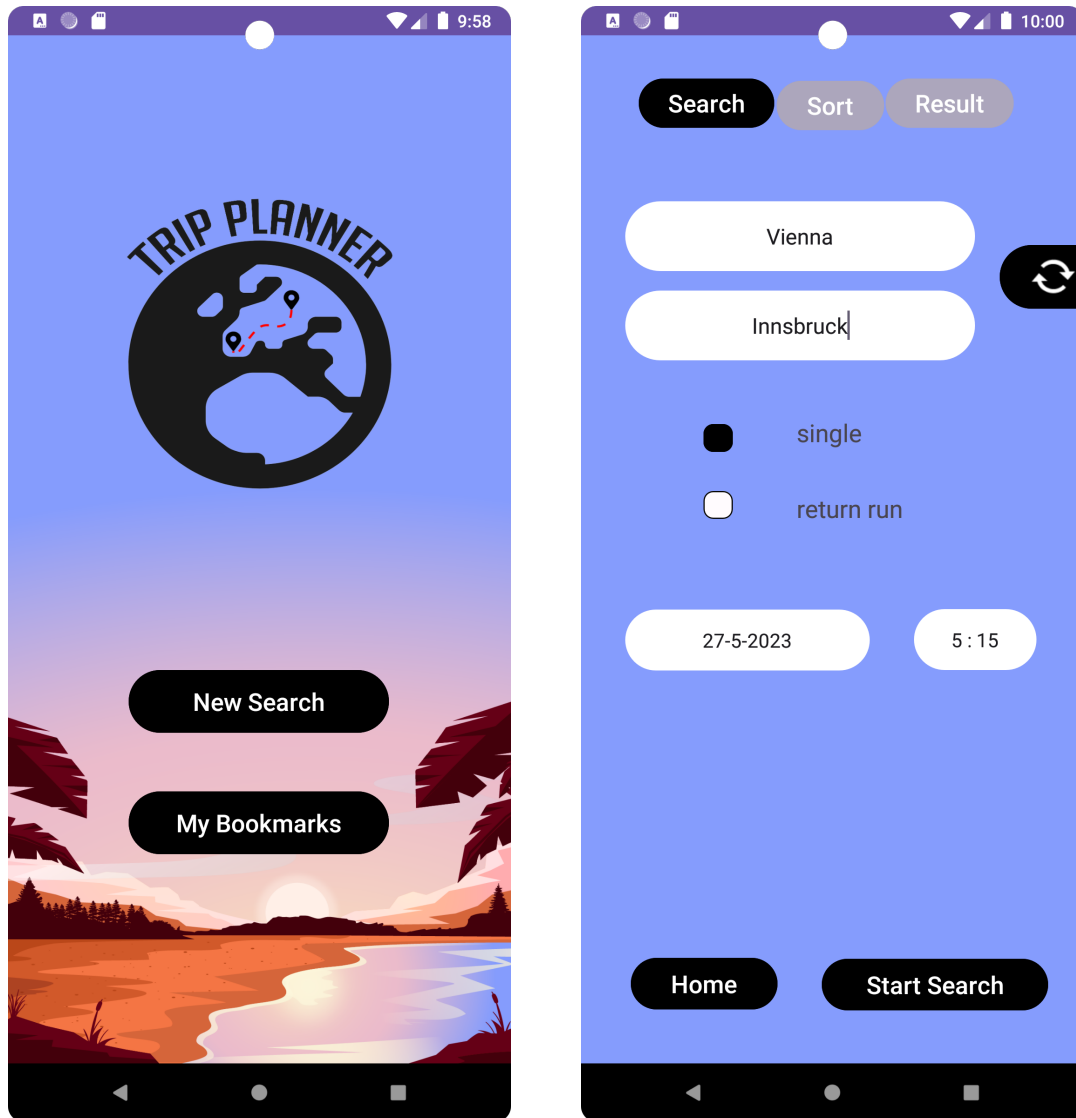 9:58
TRIP PLANNER
New Search
My Bookmarks
10:00
Search Sort Result
Vienna
Innsbruck
single
return run
27-5-2023 5 : 15
Home Start Search